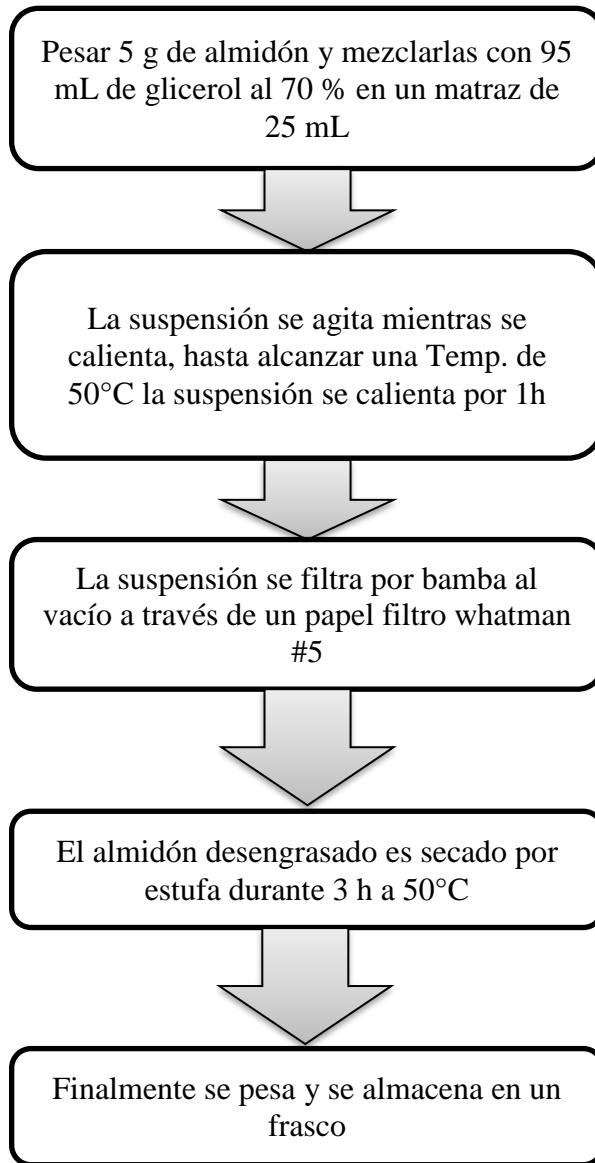 Pesar 5 g de almidón y mezclarlas con 95
mL de glicerol al 70 % en un matraz de
25 mL
La suspensión se agita mientras se
calienta, hasta alcanzar una Temp. de
50°C la suspensión se calienta por 1h
La suspensión se filtra por bamba al
vacío a través de un papel filtro whatman
#5
El almidón desengrasado es secado por
estufa durante 3 h a 50°C
Finalmente se pesa y se almacena en un
frasco